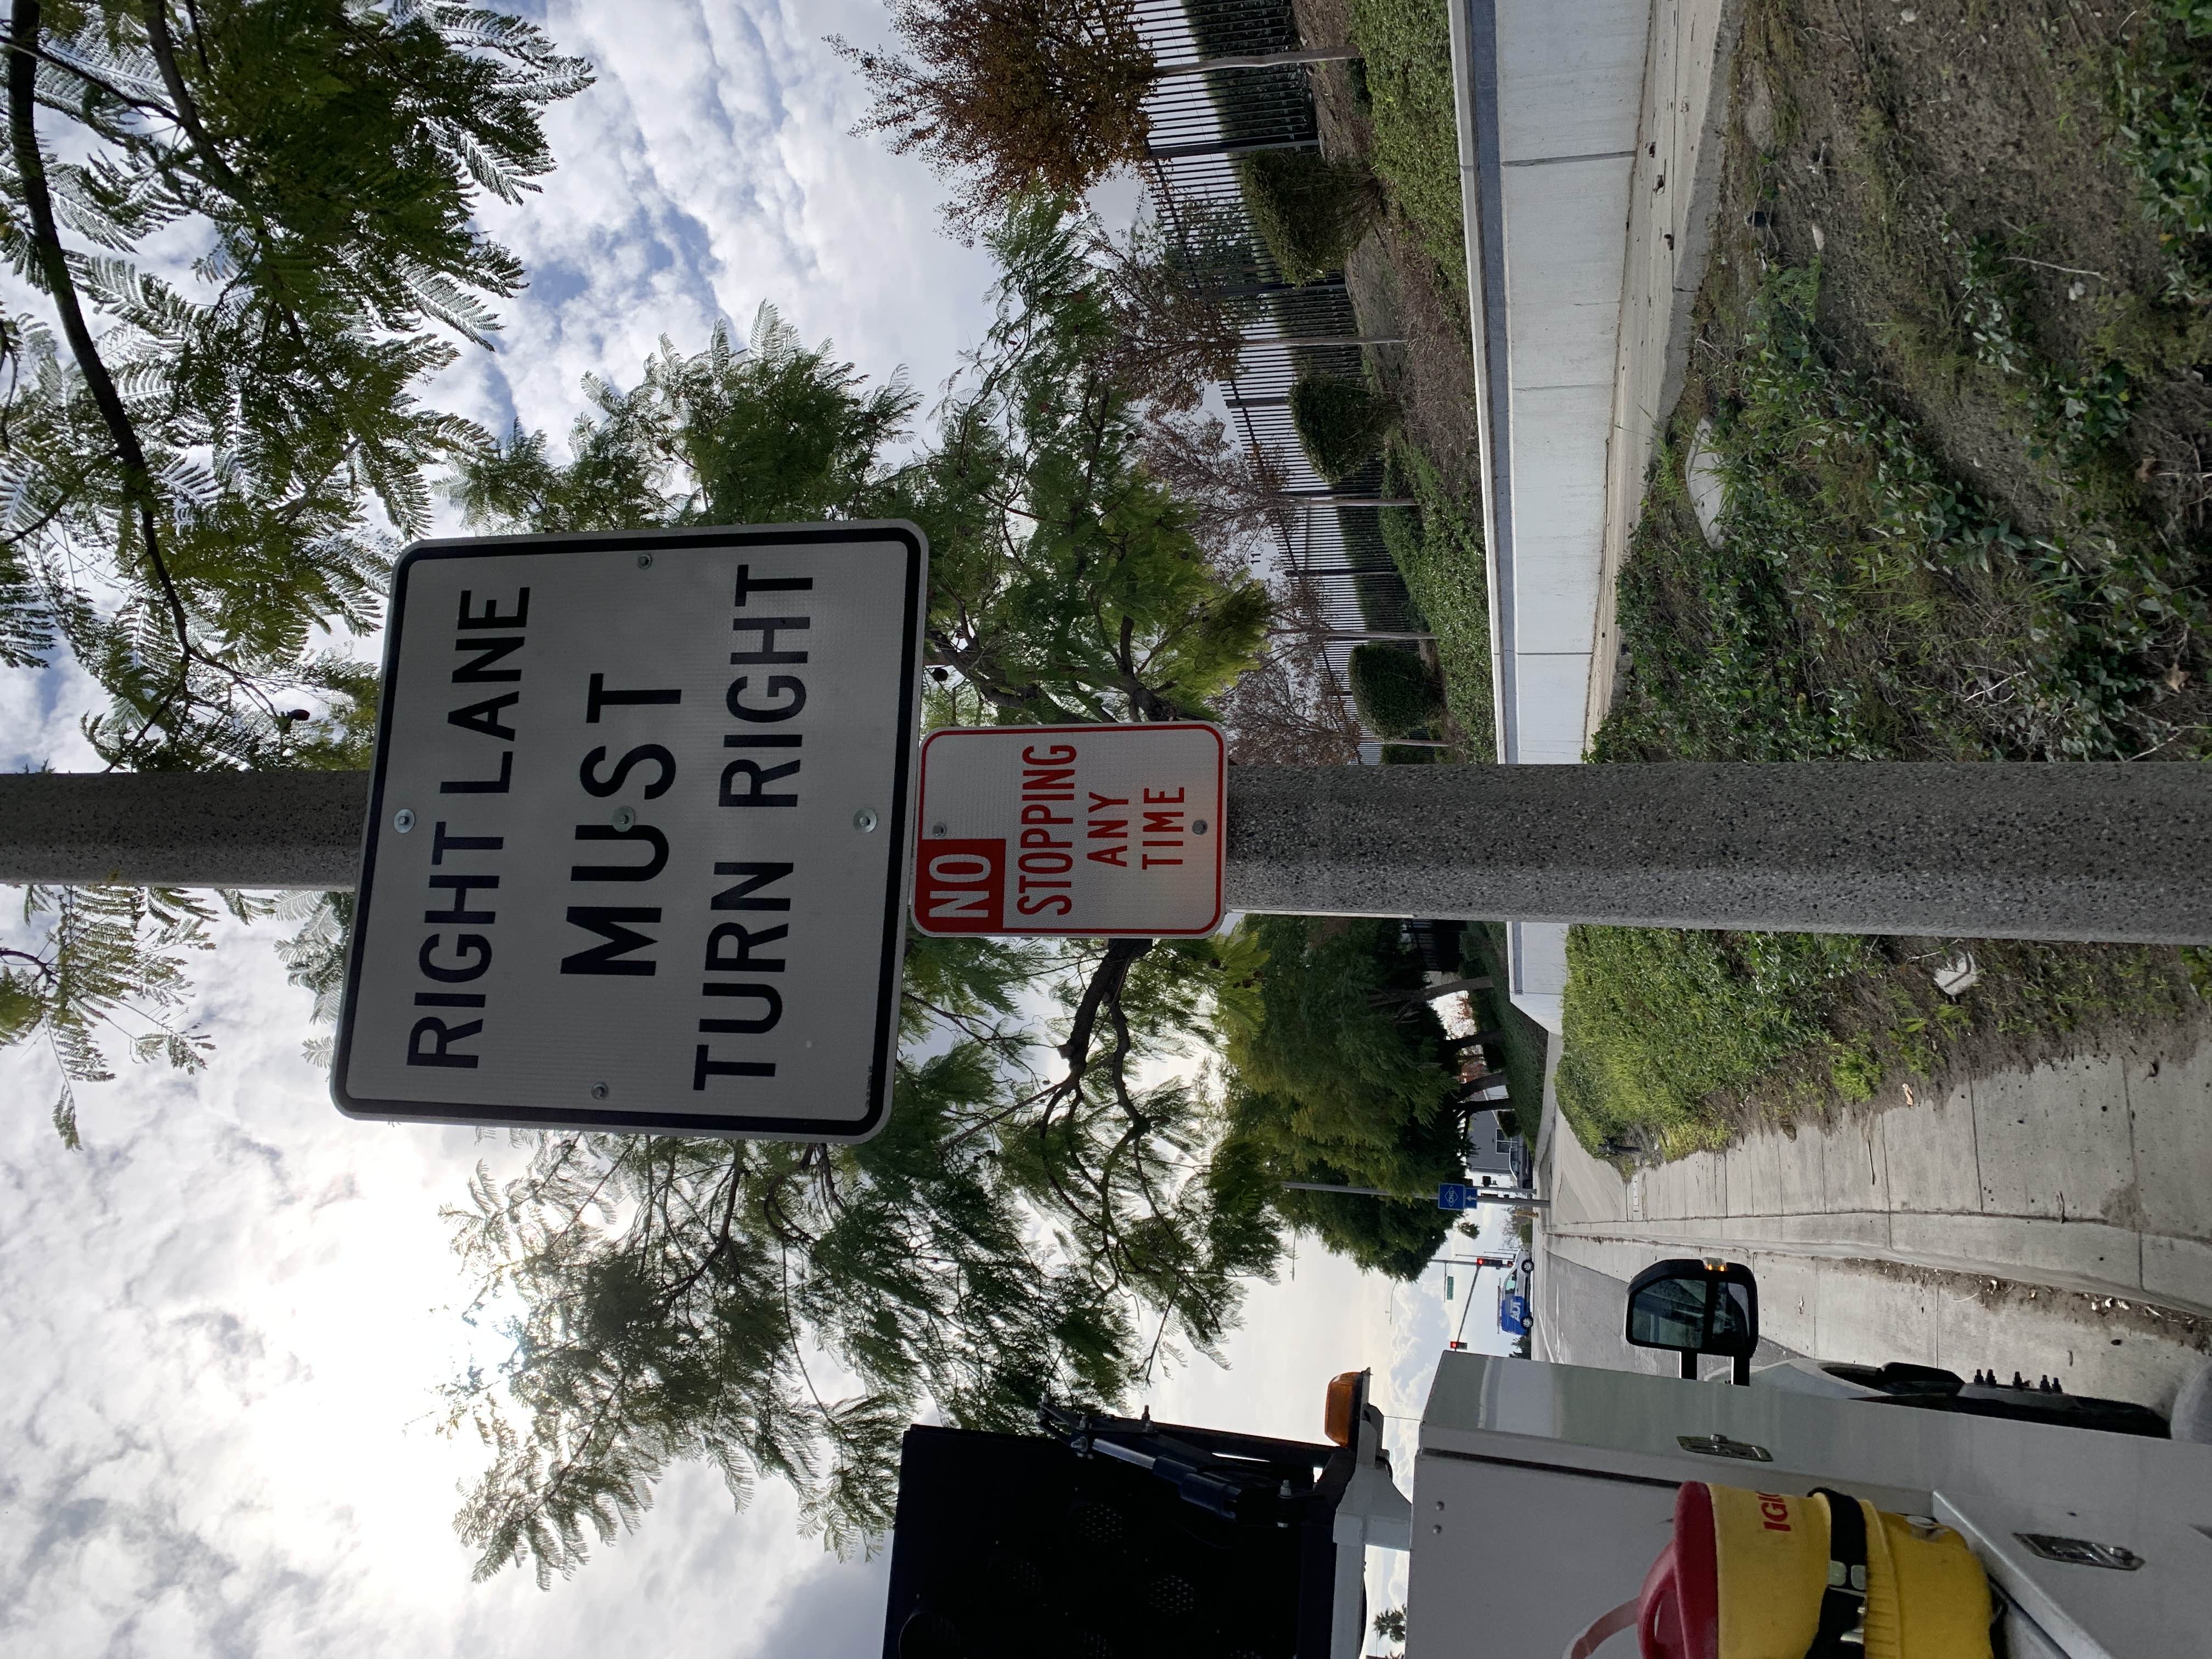 RIGHT LANE
MUST
TURN RIGHT
NO
STOPPING
ANY
TIME